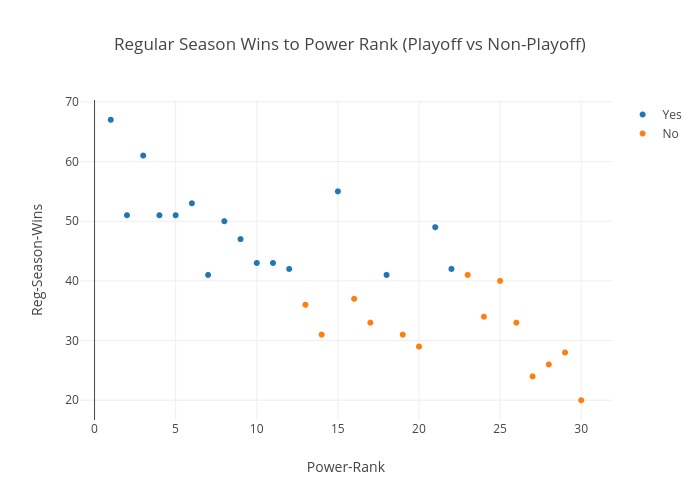 Regular Season Wins to Power Rank (Playoff vs Non-Playoff)
70
60
50
40
30
20
Reg-Season-Wins
0 5 10 15 20 25 30
Power-Rank
Yes
No